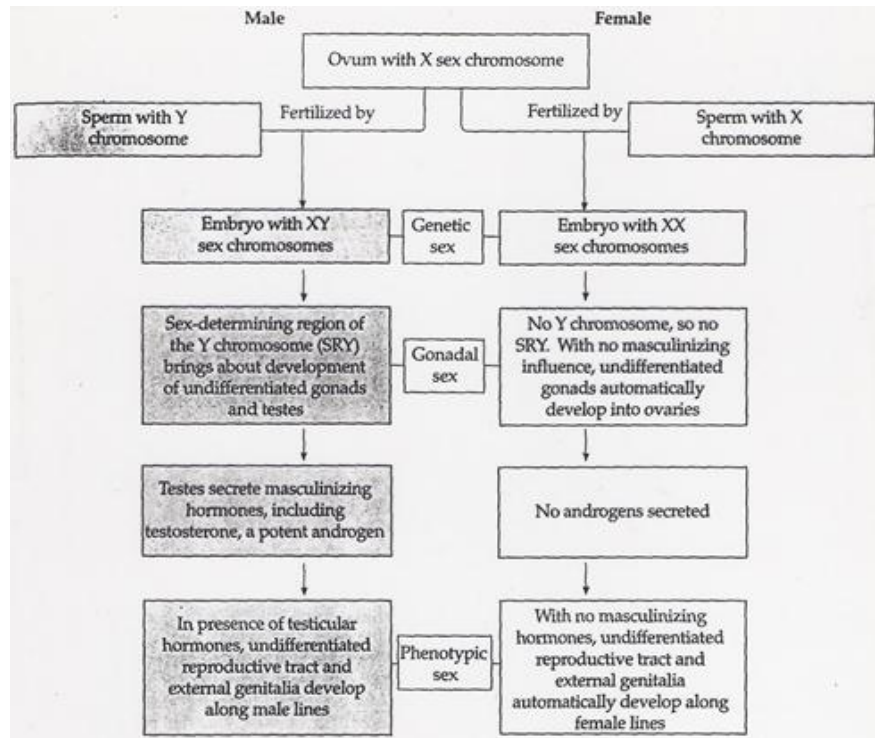 Male
Female
Ovum with X sex chromosome
Sperm with Y
chromosome
Fertilized by
Fertilized by
Sperm with X
chromosome
Embryo with XY
sex chromosomes
Genetic
sex
Embryo with XX
sex chromosomes
Sex-determining region of
the Y chromosome (SRY)
brings about development
of undifferentiated gonads
and testes
Gonadal
sex
No Y chromosome, so no
SRY. With no masculinizing
influence, undifferentiated
gonads automatically
develop into ovaries
Testes secrete masculinizing
hormones, including
testosterone, a potent androgen
No androgens secreted
In presence of testicular
hormones, undifferentiated
reproductive tract and
external genitalia develop
along male lines
Phenotypic
sex
With no masculinizing
hormones, undifferentiated
reproductive tract and
external genitalia
automatically develop along
female lines